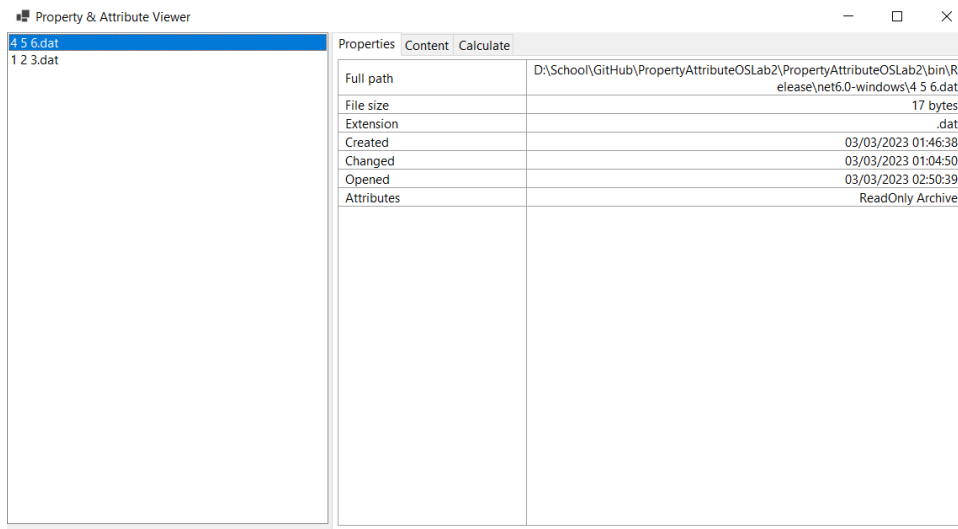 Property & Attribute Viewer
4 5 6.dat
1 2 3.dat
Properties Content Calculate
Full path D:\School\GitHub\PropertyAttributeOSLab2\PropertyAttributeOSLab2\bin\R
elease\net6.0-windows\4 5 6.dat
File size 17 bytes
Extension .dat
Created 03/03/2023 01:46:38
Changed 03/03/2023 01:04:50
Opened 03/03/2023 02:50:39
Attributes ReadOnly Archive